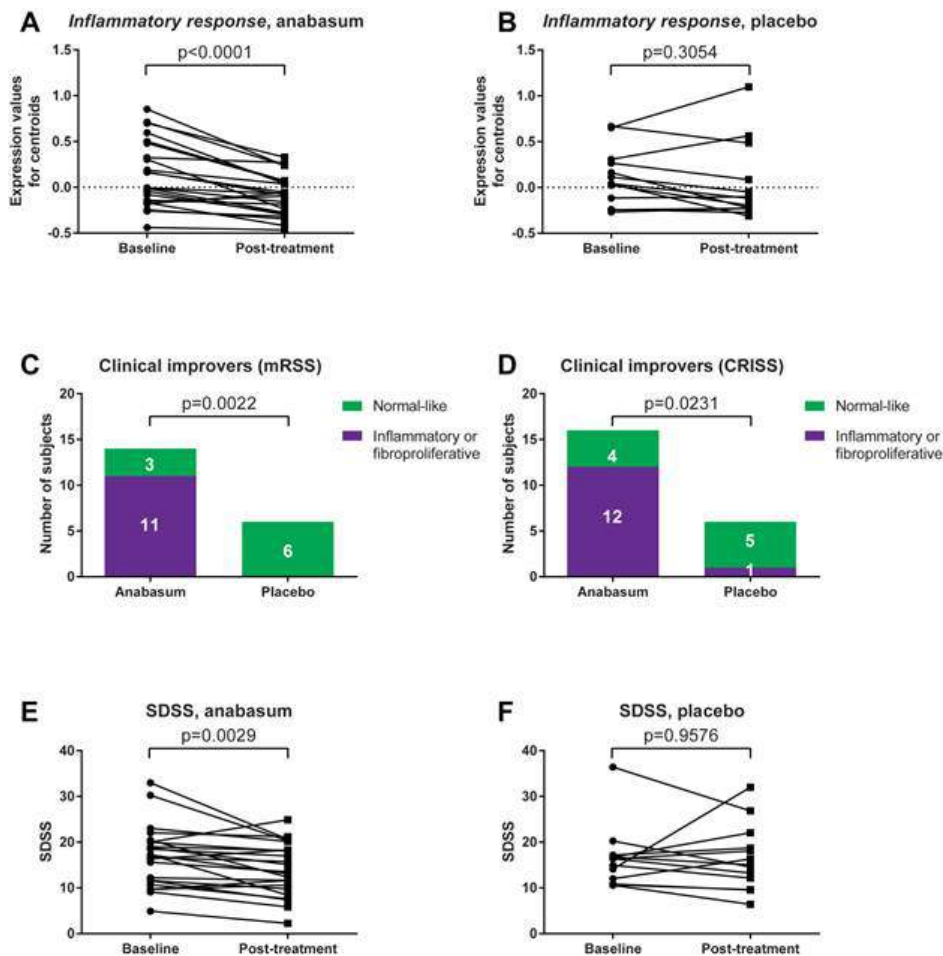 A
Inflammatory response, anabasum
p<0.0001
Expression values
for centroids
1.5
1.0
0.5
0.0
-0.5
Baseline
Post-treatment
B
Inflammatory response, placebo
p=0.3054
Expression values
for centroids
1.5
1.0
0.5
0.0
-0.5
Baseline
Post-treatment
C
Clinical improvers (mRSS)
p=0.0022
Number of subjects
20
15
10
5
0
3
11
6
Anabasum
Placebo
Normal-like
Inflammatory or
fibroproliferative
D
Clinical improvers (CRISS)
p=0.0231
Number of subjects
20
15
10
5
0
4
12
5
1
Anabasum
Placebo
Normal-like
Inflammatory or
fibroproliferative
E
SDSS, anabasum
p=0.0029
SDSS
40
30
20
10
0
Baseline
Post-treatment
F
SDSS, placebo
p=0.9576
SDSS
40
30
20
10
0
Baseline
Post-treatment